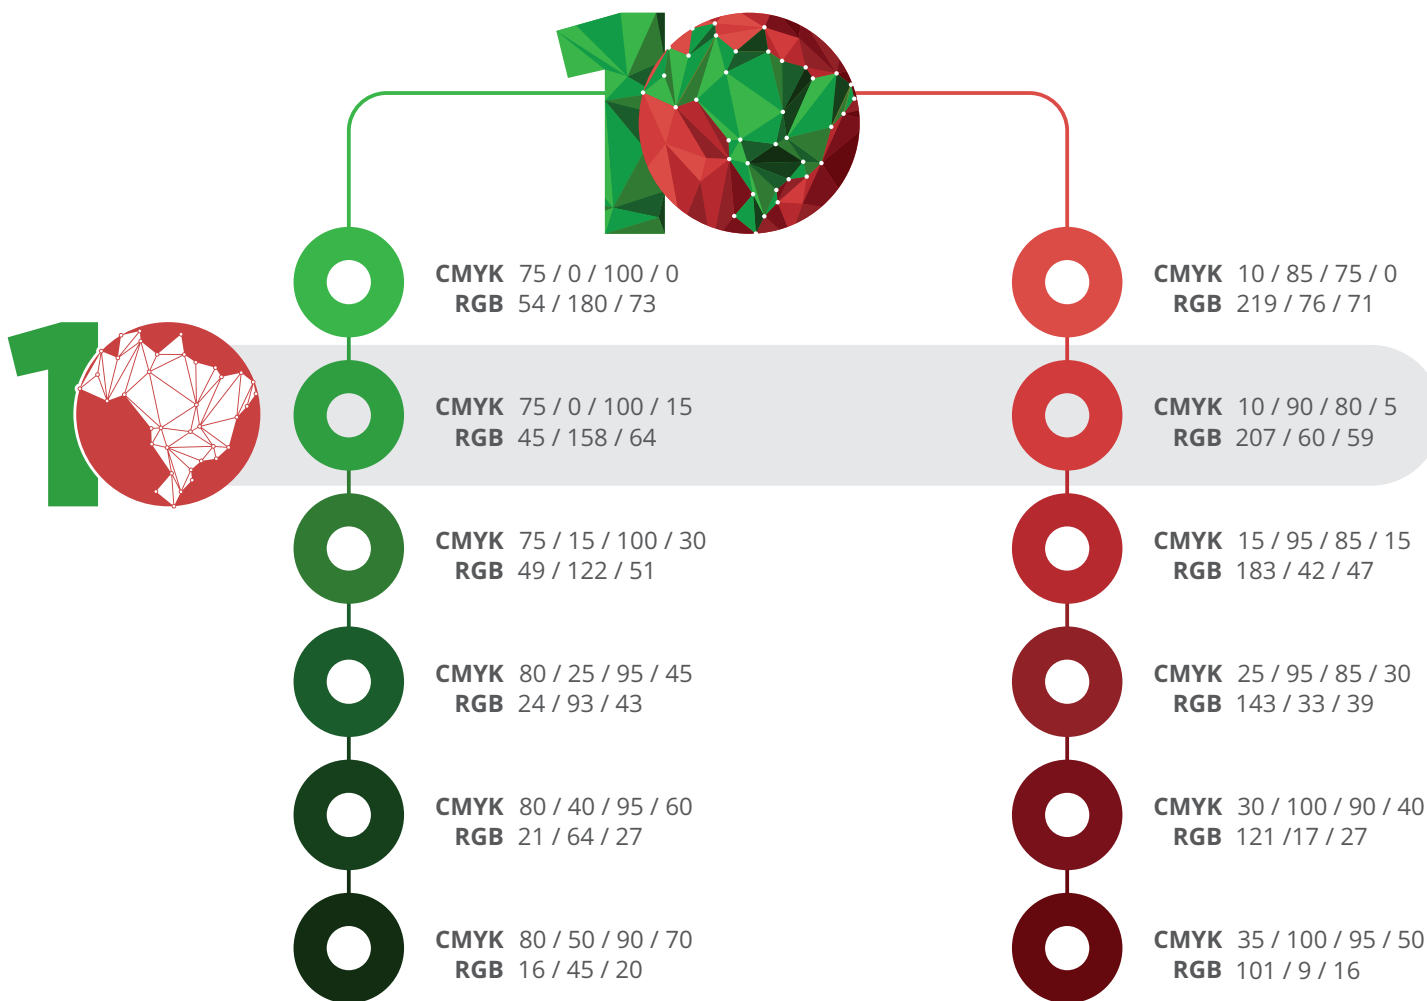 10
CMYK 75 / 0 / 100 / 0
RGB 54 / 180 / 73
CMYK 10 / 85 / 75 / 0
RGB 219 / 76 / 71
10
CMYK 75 / 0 / 100 / 15
RGB 45 / 158 / 64
CMYK 10 / 90 / 80 / 5
RGB 207 / 60 / 59
CMYK 75 / 15 / 100 / 30
RGB 49 / 122 / 51
CMYK 15 / 95 / 85 / 15
RGB 183 / 42 / 47
CMYK 80 / 25 / 95 / 45
RGB 24 / 93 / 43
CMYK 25 / 95 / 85 / 30
RGB 143 / 33 / 39
CMYK 80 / 40 / 95 / 60
RGB 21 / 64 / 27
CMYK 30 / 100 / 90 / 40
RGB 121 /17 / 27
CMYK 80 / 50 / 90 / 70
RGB 16 / 45 / 20
CMYK 35 / 100 / 95 / 50
RGB 101 / 9 / 16